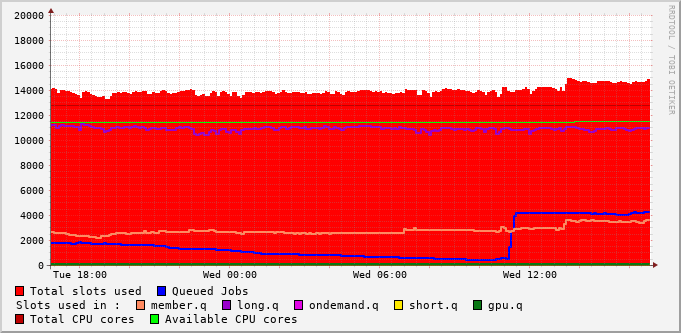 20000
18000
16000
14000
12000
10000
8000
6000
4000
2000
0
Tue 18:00 Wed 00:00 Wed 06:00 Wed 12:00
RRDTOOL / TOBI OETIKER
Total slots used Queued Jobs
Slots used in : member.q long.q ondemand.q short.q gpu.q
Total CPU cores Available CPU cores